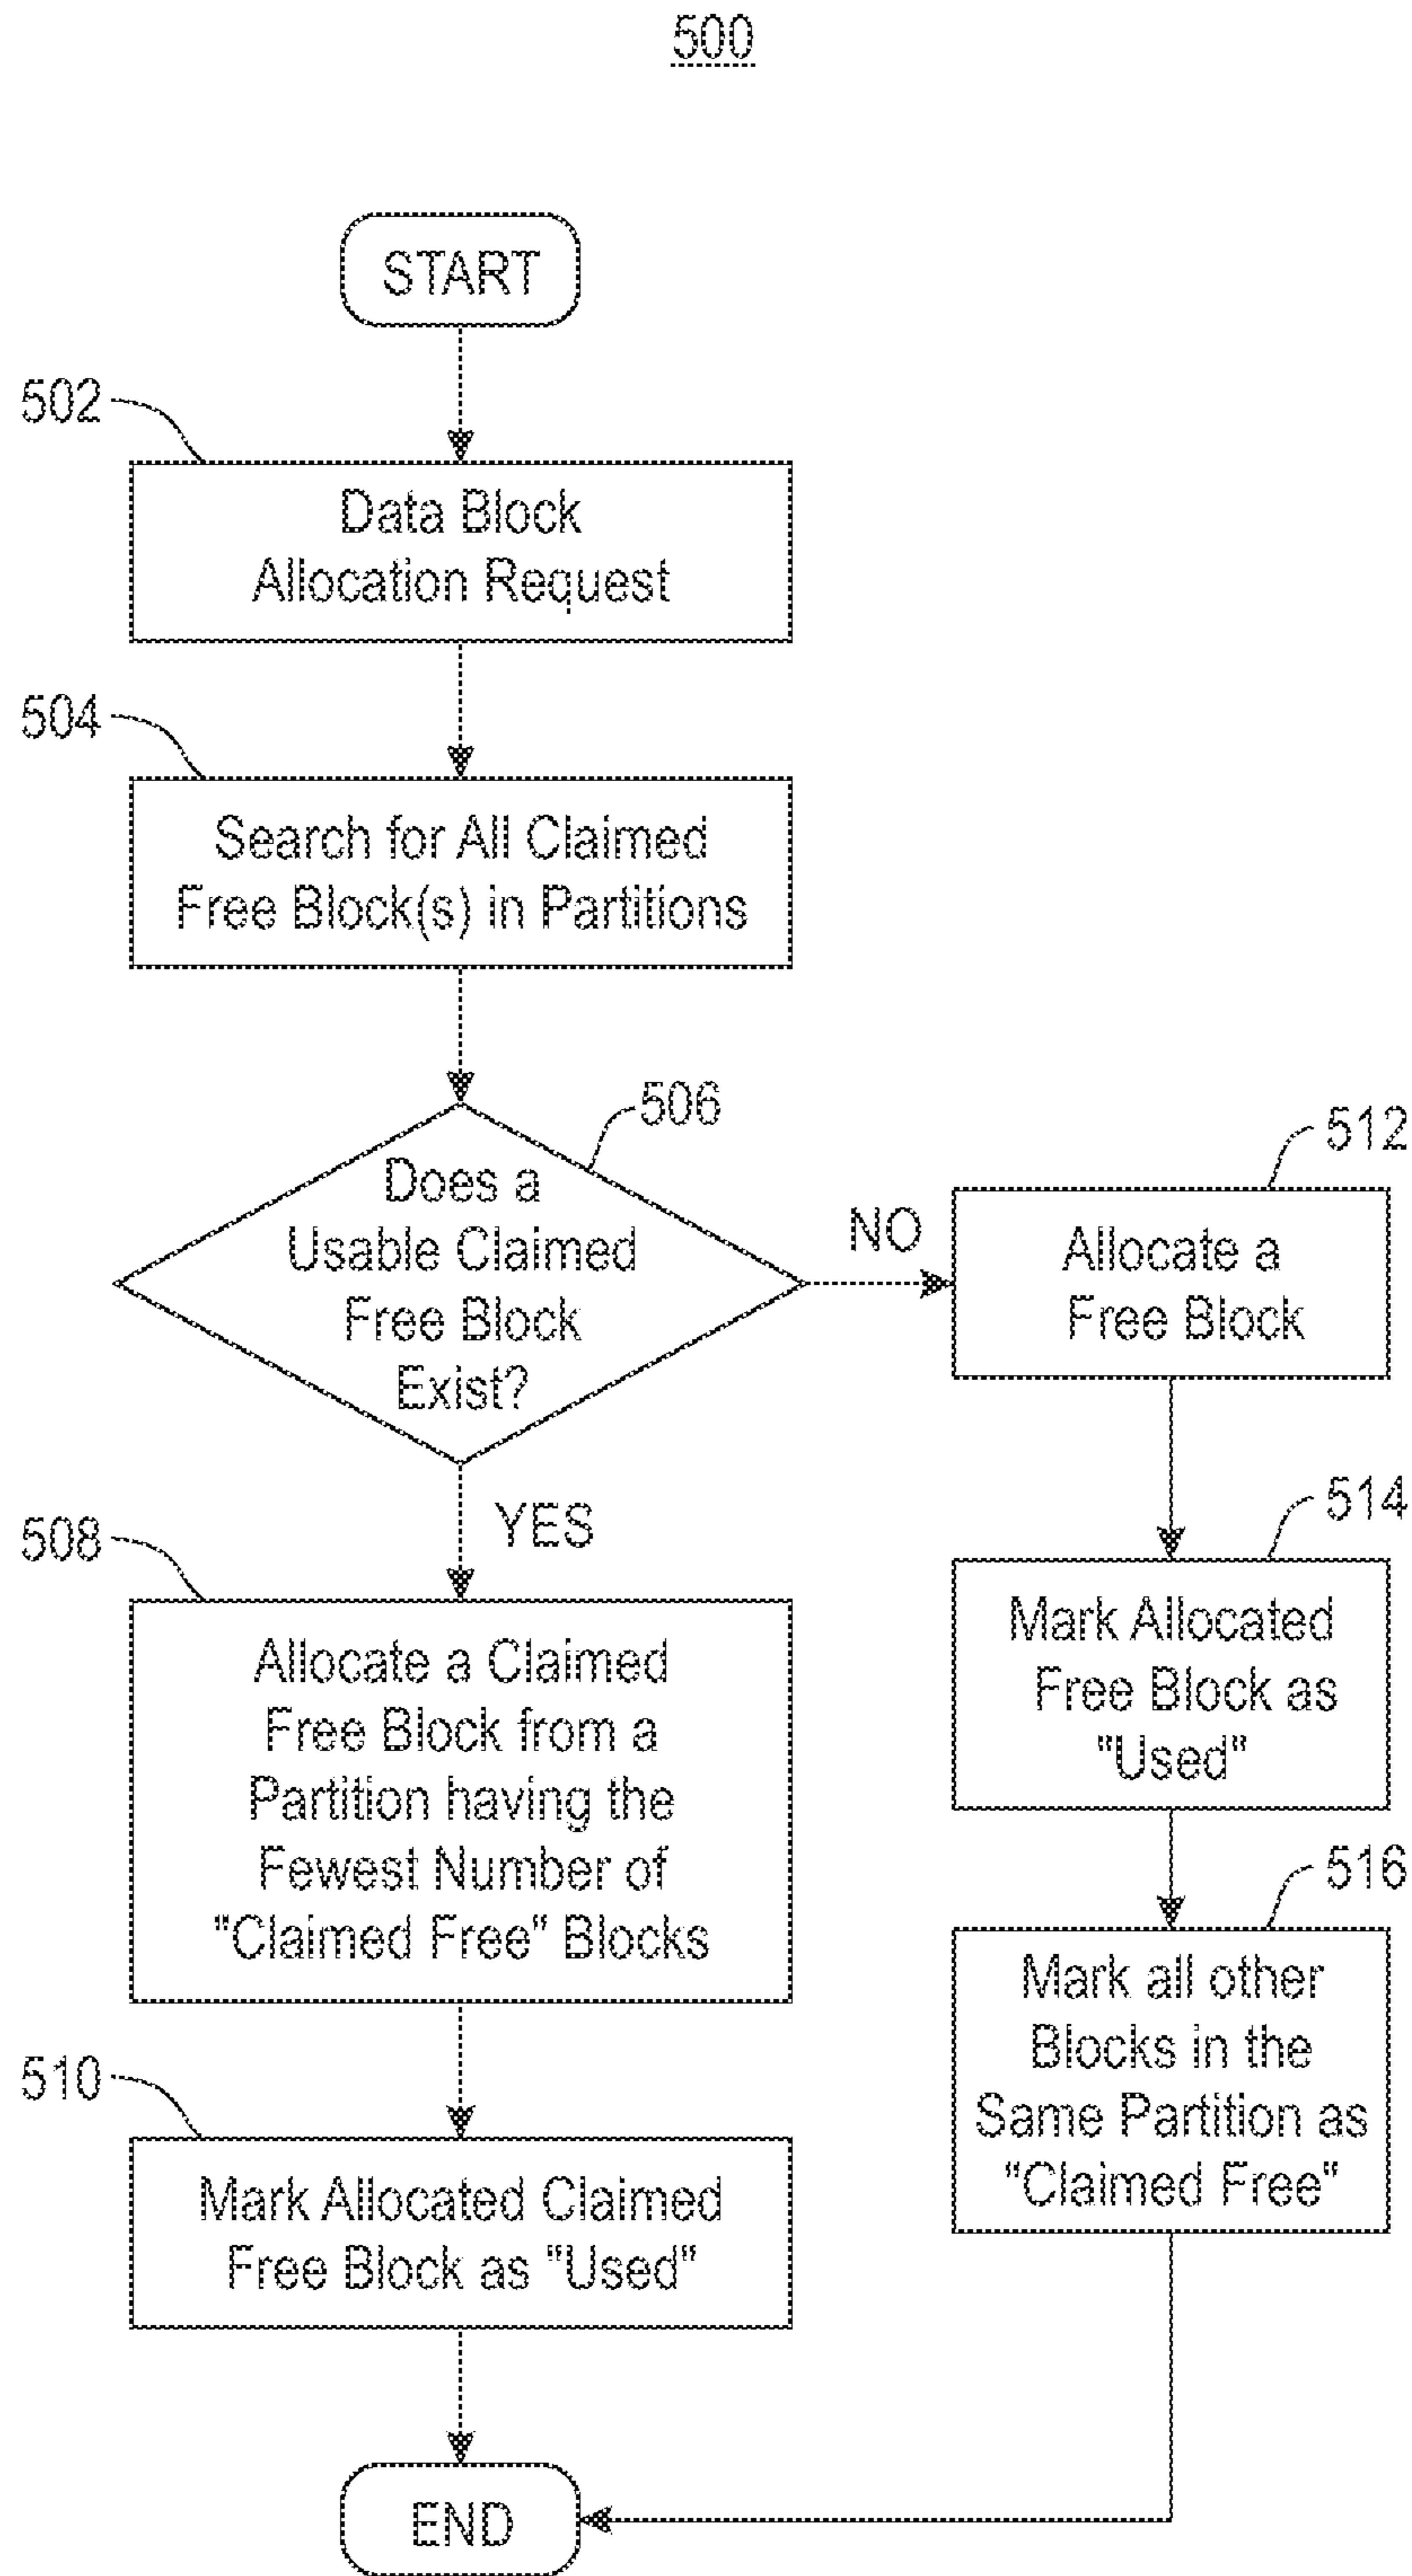 500
START
502
Data Block
Allocation Request
504
Search for All Claimed
Free Block(s) in Partitions
506
Does a
Usable Claimed
Free Block
Exist?
NO
512
Allocate a
Free Block
YES
508
Allocate a Claimed
Free Block from a
Partition having the
Fewest Number of
"Claimed Free" Blocks
514
Mark Allocated
Free Block as
"Used"
516
Mark all other
Blocks in the
Same Partition as
"Claimed Free"
510
Mark Allocated Claimed
Free Block as "Used"
END